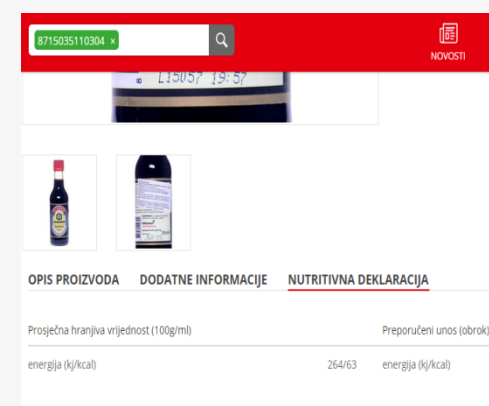 8715035110304 ×
NOVOSTI
L15057 19:57
OPIS PROIZVODA DODATNE INFORMACIJE NUTRITIVNA DEKLARACIJA
Prosječna hranjiva vrijednost (100g/ml) Preporučeni unos (obrok)
energija (kj/kcal) 264/63 energija (kj/kcal)